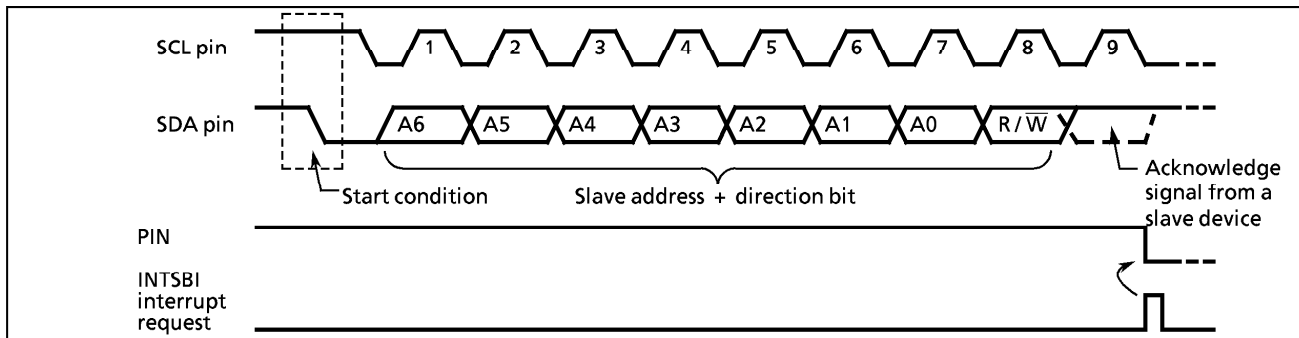 SCL pin
1 2 3 4 5 6 7 8 9
SDA pin
A6 A5 A4 A3 A2 A1 A0 R / W̅
Start condition
Slave address + direction bit
Acknowledge
signal from a
slave device
PIN
INTSBI
interrupt
request